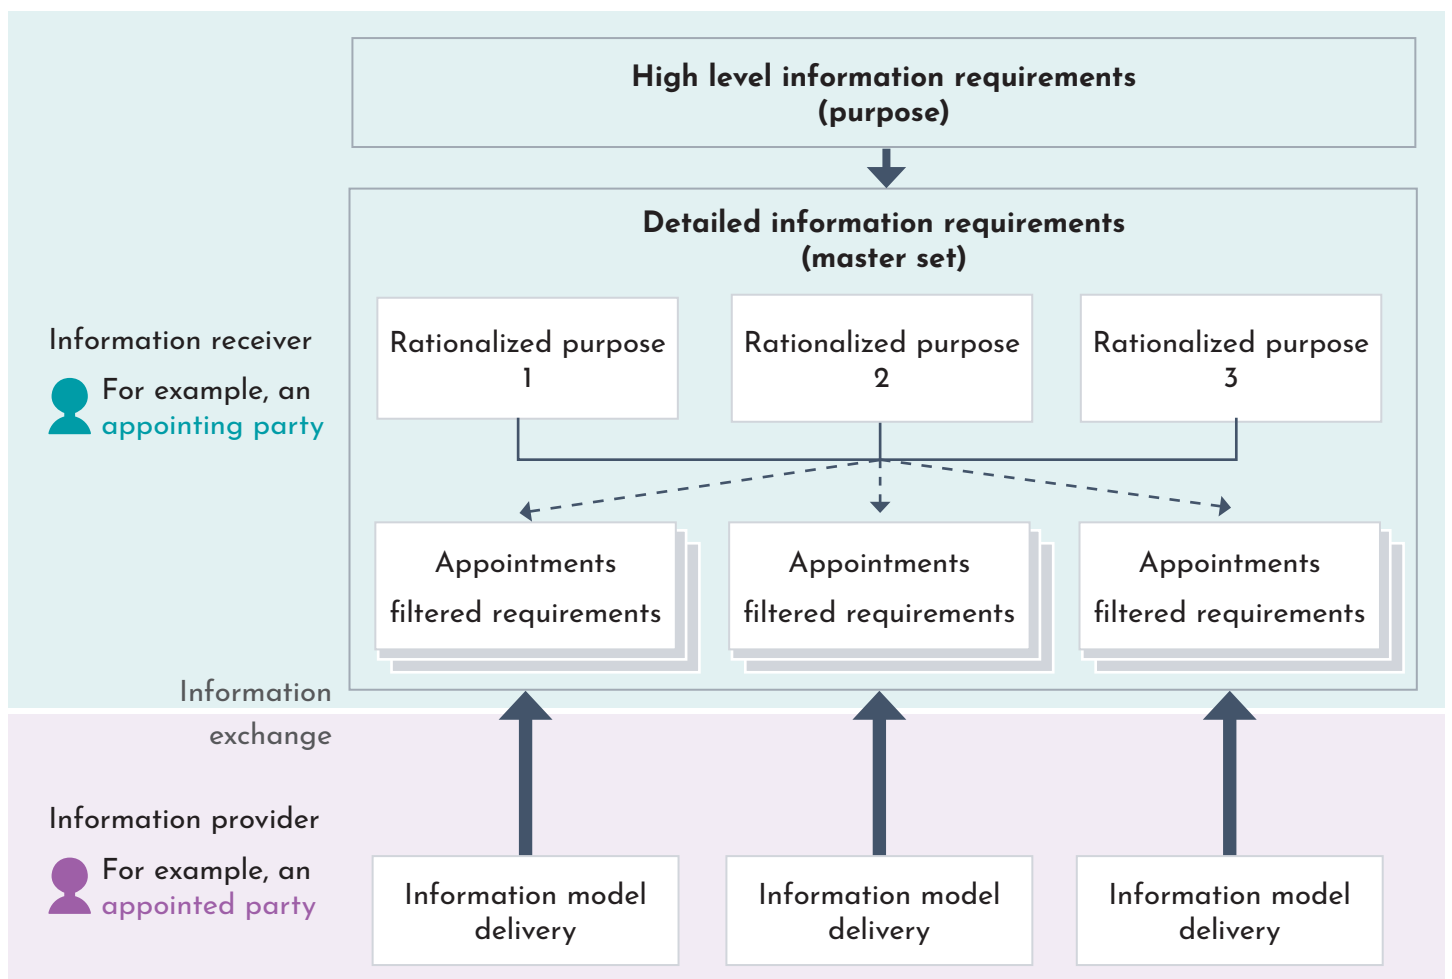 High level information requirements
(purpose)
Detailed information requirements
(master set)
Rationalized purpose
1
Rationalized purpose
2
Rationalized purpose
3
Information receiver
For example, an
appointing party
Appointments
filtered requirements
Appointments
filtered requirements
Appointments
filtered requirements
Information
exchange
Information provider
For example, an
appointed party
Information model
delivery
Information model
delivery
Information model
delivery